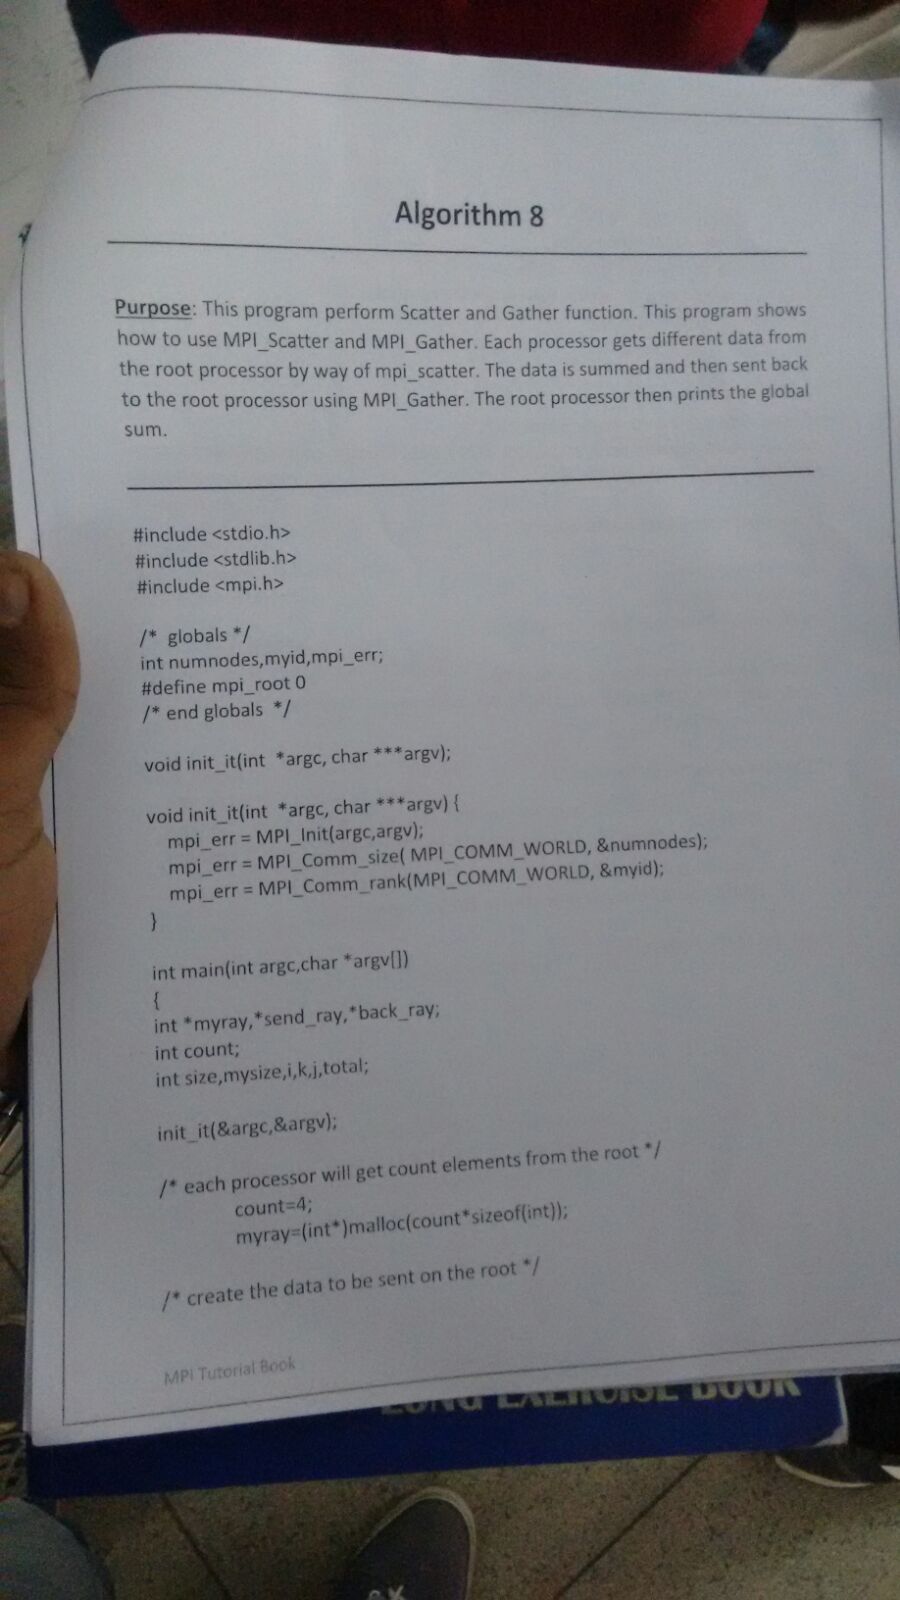 Algorithm 8
Purpose: This program perform Scatter and Gather function. This program shows
how to use MPI_Scatter and MPI_Gather. Each processor gets different data from
the root processor by way of mpi_scatter. The data is summed and then sent back
to the root processor using MPI_Gather. The root processor then prints the global
sum.
#include <stdio.h>
#include <stdlib.h>
#include <mpi.h>
/*  globals */
int numnodes,myid,mpi_err;
#define mpi_root 0
/* end globals  */
void init_it(int  *argc, char ***argv);
void init_it(int  *argc, char ***argv) {
mpi_err = MPI_Init(argc,argv);
mpi_err = MPI_Comm_size( MPI_COMM_WORLD, &numnodes);
mpi_err = MPI_Comm_rank(MPI_COMM_WORLD, &myid);
}
int main(int argc,char *argv[])
{
int *myray,*send_ray,*back_ray;
int count;
int size,mysize,i,k,j,total;
init_it(&argc,&argv);
/* each processor will get count elements from the root */
count=4;
myray=(int*)malloc(count*sizeof(int));
/* create the data to be sent on the root */
MPI Tutorial Book
LONG EXERCISE BOOK